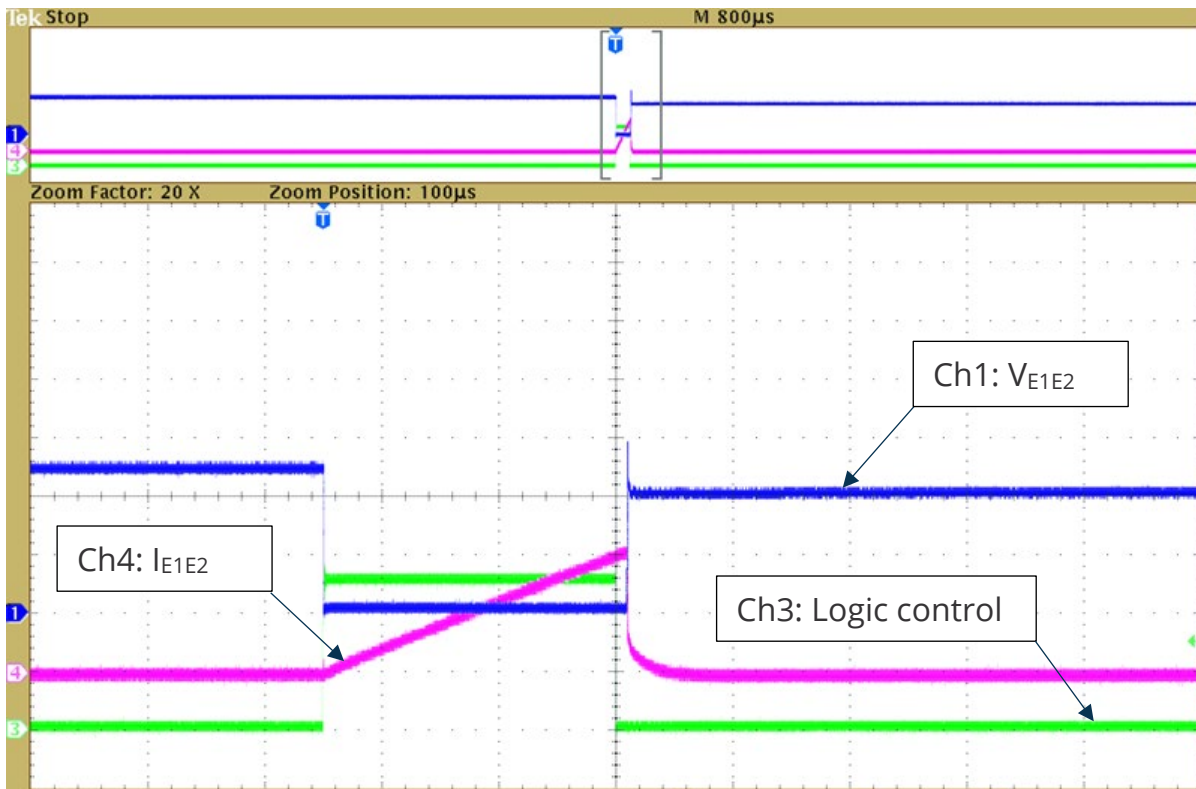 Tek Stop M 800µs
T
1
4
3
Zoom Factor: 20 X Zoom Position: 100µs
T
Ch1: VE1E2
Ch4: IE1E2
Ch3: Logic control
1
4
3